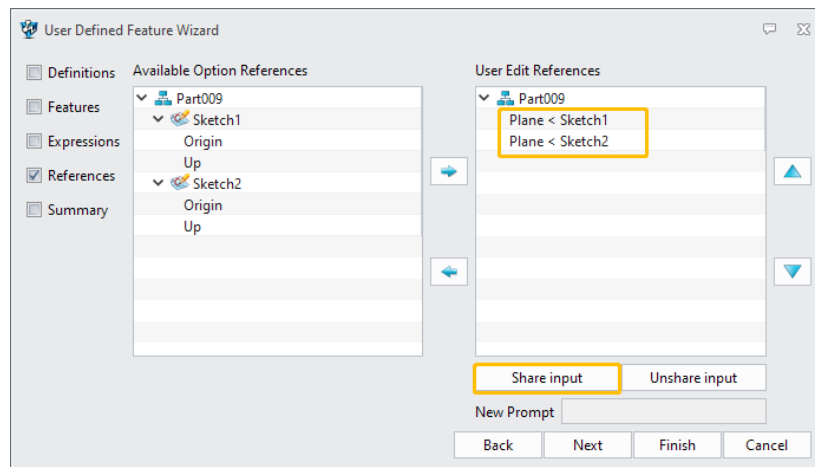 User Defined Feature Wizard
Definitions
Features
Expressions
References
Summary
Available Option References
Part009
Sketch1
Origin
Up
Sketch2
Origin
Up
User Edit References
Part009
Plane < Sketch1
Plane < Sketch2
Share input
Unshare input
New Prompt
Back
Next
Finish
Cancel